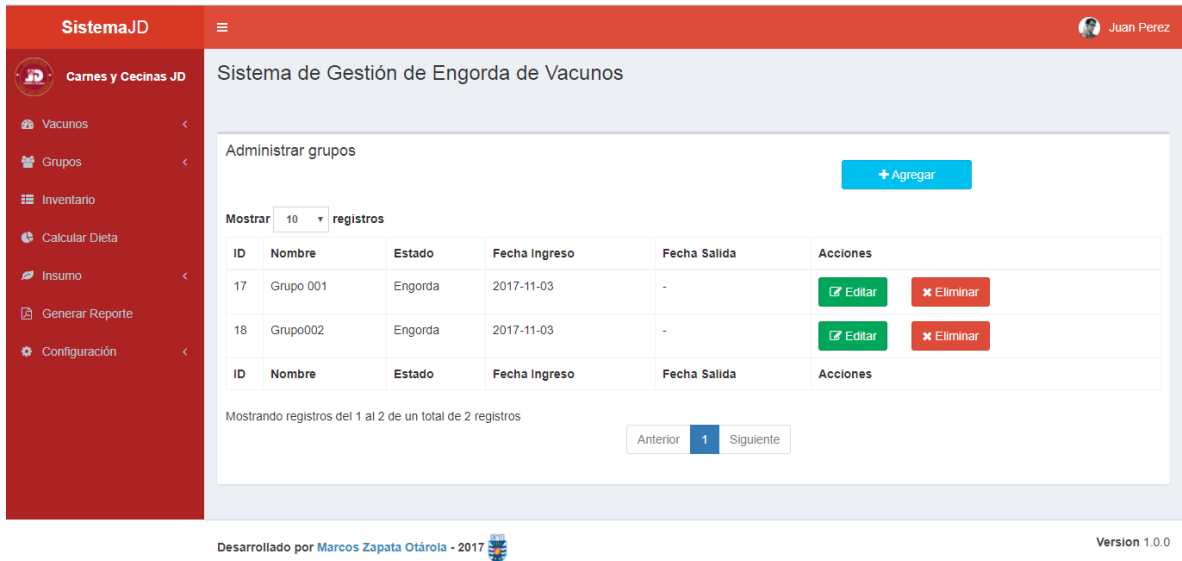 SistemaJD
Juan Perez
JD
Carnes y Cecinas JD
Sistema de Gestión de Engorda de Vacunos
Vacunos
Grupos
Inventario
Calcular Dieta
Insumo
Generar Reporte
Configuración
Administrar grupos
Agregar
Mostrar 10 registros
ID Nombre Estado Fecha Ingreso Fecha Salida Acciones
17 Grupo 001 Engorda 2017-11-03 - Editar Eliminar
18 Grupo002 Engorda 2017-11-03 - Editar Eliminar
ID Nombre Estado Fecha Ingreso Fecha Salida Acciones
Mostrando registros del 1 al 2 de un total de 2 registros
Anterior 1 Siguiente
Desarrollado por Marcos Zapata Otárola - 2017
Version 1.0.0